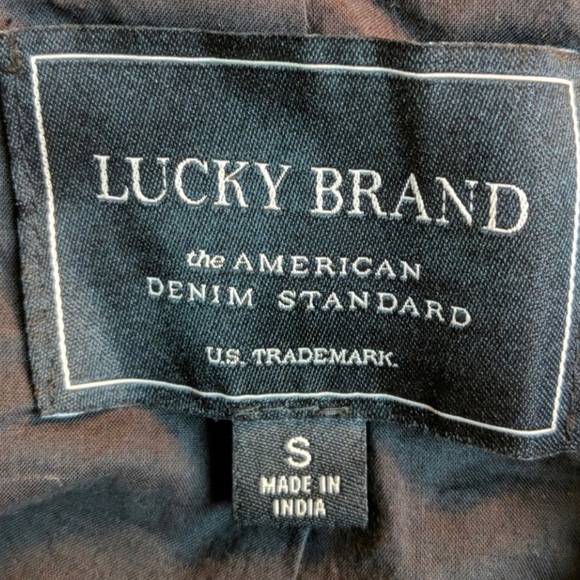 LUCKY BRAND
the AMERICAN
DENIM STANDARD
U.S. TRADEMARK.
S
MADE IN
INDIA